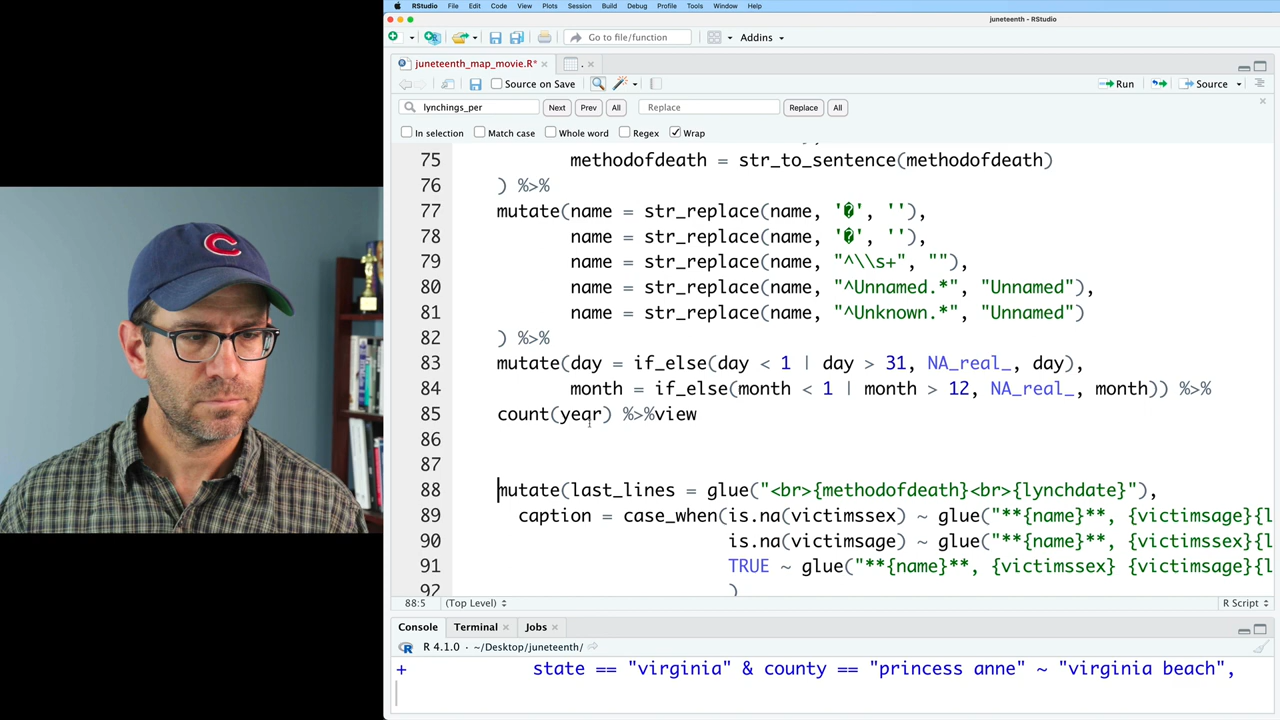 RStudio File Edit Code View Plots Session Build Debug Profile Tools Window Help
juneteenth - RStudio
Go to file/function Addins
juneteenth_map_movie.R* .
Source on Save Run Source
lynchings_per Next Prev All Replace Replace All
In selection Match case Whole word Regex Wrap
75 methodofdeath = str_to_sentence(methodofdeath)
76 ) %>%
77 mutate(name = str_replace(name, '�', ''),
78 name = str_replace(name, '�', ''),
79 name = str_replace(name, "^\\s+", ""),
80 name = str_replace(name, "^Unnamed.*", "Unnamed"),
81 name = str_replace(name, "^Unknown.*", "Unnamed")
82 ) %>%
83 mutate(day = if_else(day < 1 | day > 31, NA_real_, day),
84 month = if_else(month < 1 | month > 12, NA_real_, month)) %>%
85 count(year) %>%view
86
87
88 mutate(last_lines = glue("<br>{methodofdeath}<br>{lynchdate}"),
89 caption = case_when(is.na(victimssex) ~ glue("**{name}**, {victimsage}{l
90 is.na(victimsage) ~ glue("**{name}**, {victimssex}{l
91 TRUE ~ glue("**{name}**, {victimssex} {victimsage}{l
92 )
88:5 (Top Level) R Script
Console Terminal Jobs
R 4.1.0 · ~/Desktop/juneteenth/
+ state == "virginia" & county == "princess anne" ~ "virginia beach",
C